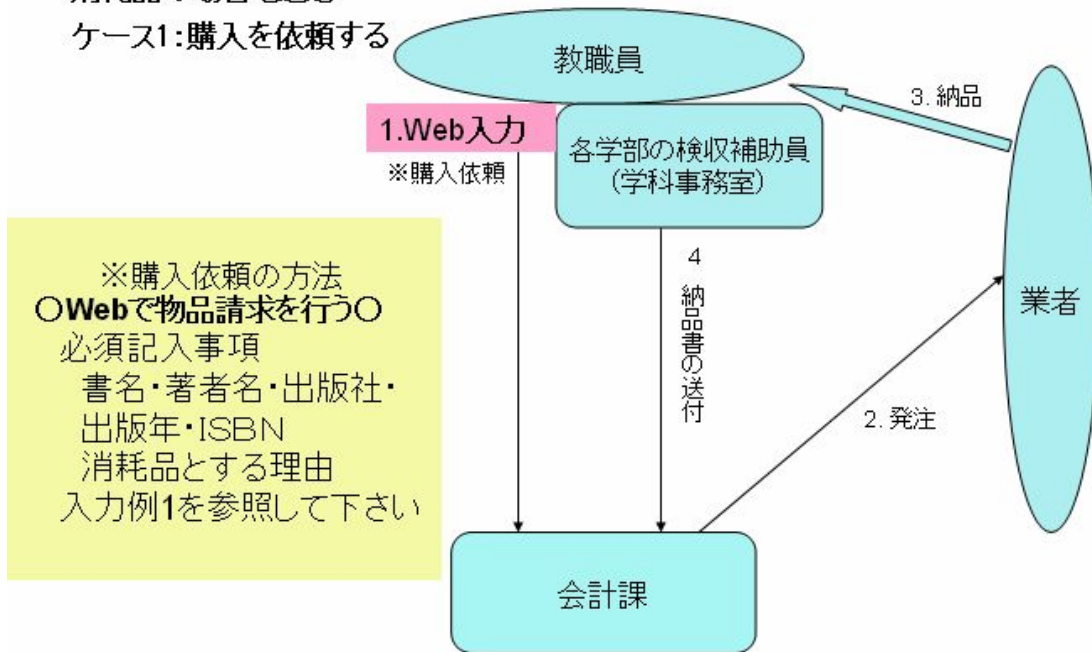 ケース1:購入を依頼する
教職員
3. 納品
1.Web入力
※購入依頼
各学部の検収補助員
(学科事務室)
※購入依頼の方法
○Webで物品請求を行う○
必須記入事項
書名・著者名・出版社・
出版年・ISBN
消耗品とする理由
入力例1を参照して下さい
4 納品書の送付
業者
2. 発注
会計課